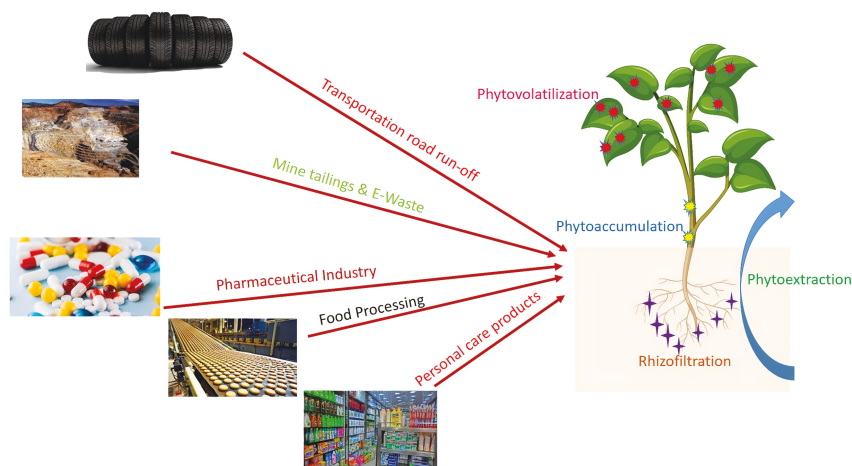 Transportation road run-off
Mine tailings & E-Waste
Pharmaceutical Industry
Food Processing
Personal care products
Phytovolatilization
Phytoaccumulation
Phytoextraction
Rhizofiltration